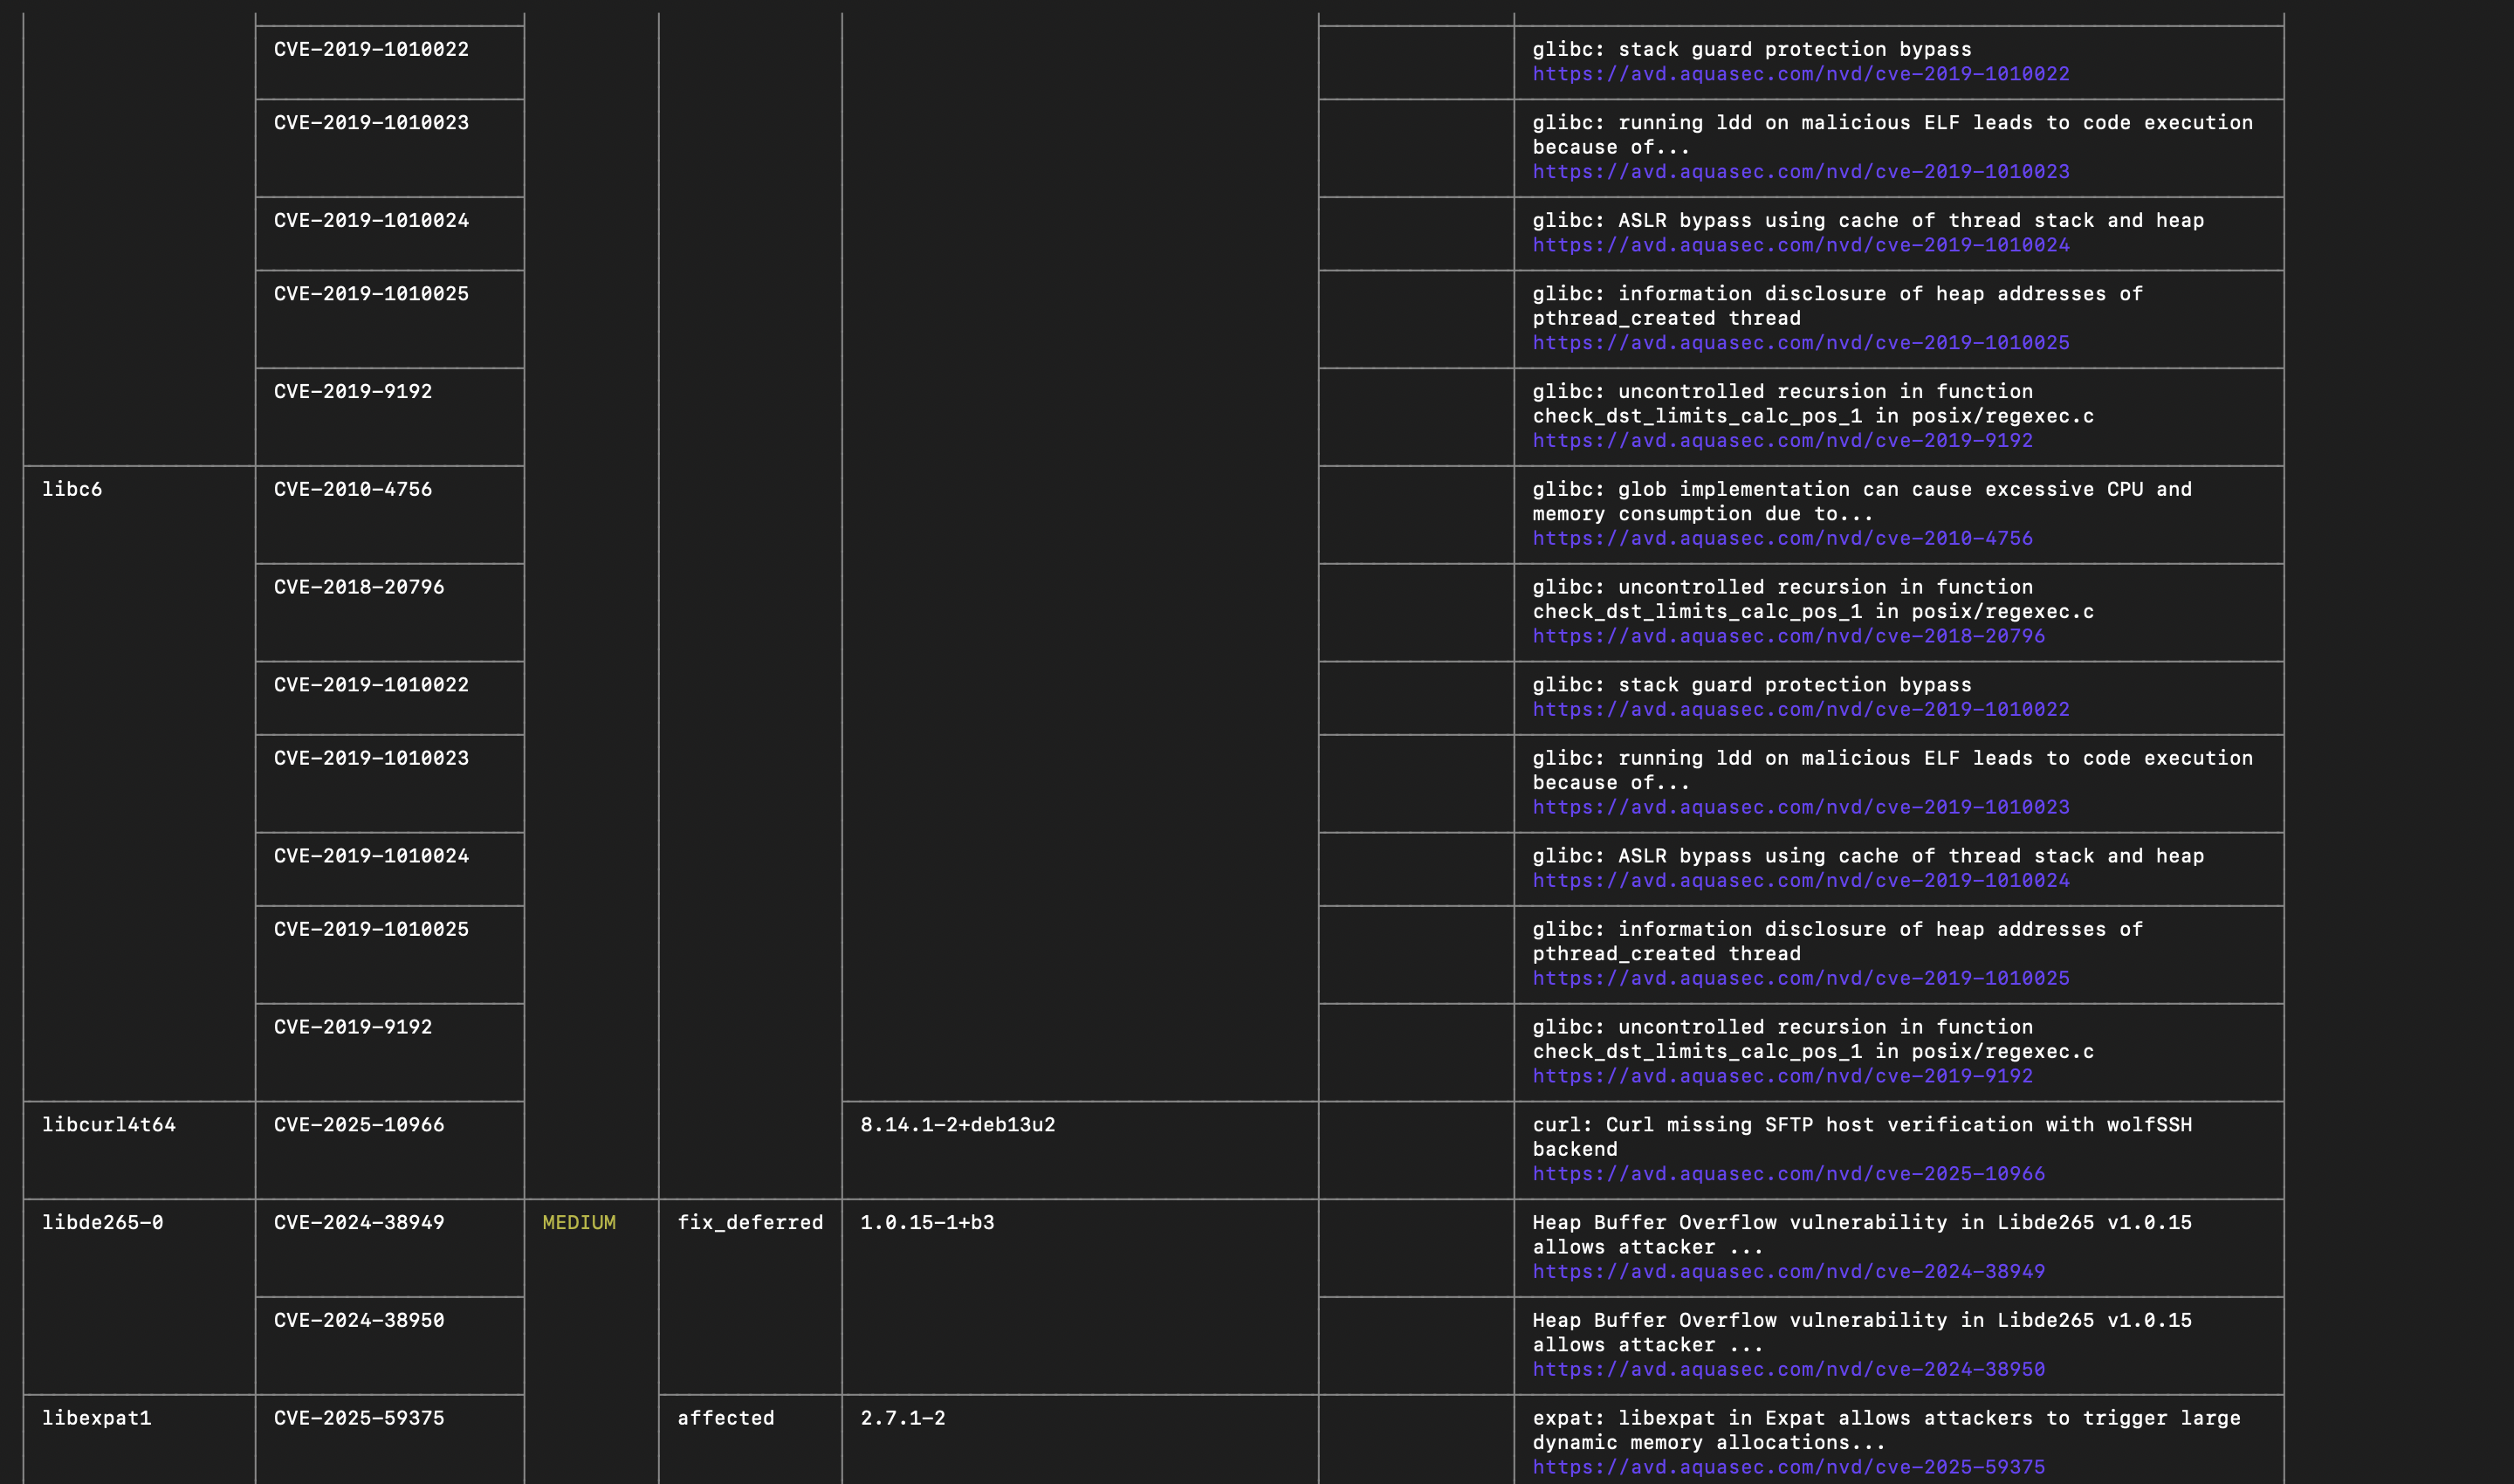 CVE-2019-1010022 glibc: stack guard protection bypass
https://avd.aquasec.com/nvd/cve-2019-1010022
CVE-2019-1010023 glibc: running ldd on malicious ELF leads to code execution
because of...
https://avd.aquasec.com/nvd/cve-2019-1010023
CVE-2019-1010024 glibc: ASLR bypass using cache of thread stack and heap
https://avd.aquasec.com/nvd/cve-2019-1010024
CVE-2019-1010025 glibc: information disclosure of heap addresses of
pthread_created thread
https://avd.aquasec.com/nvd/cve-2019-1010025
CVE-2019-9192 glibc: uncontrolled recursion in function
check_dst_limits_calc_pos_1 in posix/regexec.c
https://avd.aquasec.com/nvd/cve-2019-9192
libc6 CVE-2010-4756 glibc: glob implementation can cause excessive CPU and
memory consumption due to...
https://avd.aquasec.com/nvd/cve-2010-4756
CVE-2018-20796 glibc: uncontrolled recursion in function
check_dst_limits_calc_pos_1 in posix/regexec.c
https://avd.aquasec.com/nvd/cve-2018-20796
CVE-2019-1010022 glibc: stack guard protection bypass
https://avd.aquasec.com/nvd/cve-2019-1010022
CVE-2019-1010023 glibc: running ldd on malicious ELF leads to code execution
because of...
https://avd.aquasec.com/nvd/cve-2019-1010023
CVE-2019-1010024 glibc: ASLR bypass using cache of thread stack and heap
https://avd.aquasec.com/nvd/cve-2019-1010024
CVE-2019-1010025 glibc: information disclosure of heap addresses of
pthread_created thread
https://avd.aquasec.com/nvd/cve-2019-1010025
CVE-2019-9192 glibc: uncontrolled recursion in function
check_dst_limits_calc_pos_1 in posix/regexec.c
https://avd.aquasec.com/nvd/cve-2019-9192
libcurl4t64 CVE-2025-10966 8.14.1-2+deb13u2 curl: Curl missing SFTP host verification with wolfSSH
backend
https://avd.aquasec.com/nvd/cve-2025-10966
libde265-0 CVE-2024-38949 MEDIUM fix_deferred 1.0.15-1+b3 Heap Buffer Overflow vulnerability in Libde265 v1.0.15
allows attacker ...
https://avd.aquasec.com/nvd/cve-2024-38949
CVE-2024-38950 Heap Buffer Overflow vulnerability in Libde265 v1.0.15
allows attacker ...
https://avd.aquasec.com/nvd/cve-2024-38950
libexpat1 CVE-2025-59375 affected 2.7.1-2 expat: libexpat in Expat allows attackers to trigger large
dynamic memory allocations...
https://avd.aquasec.com/nvd/cve-2025-59375